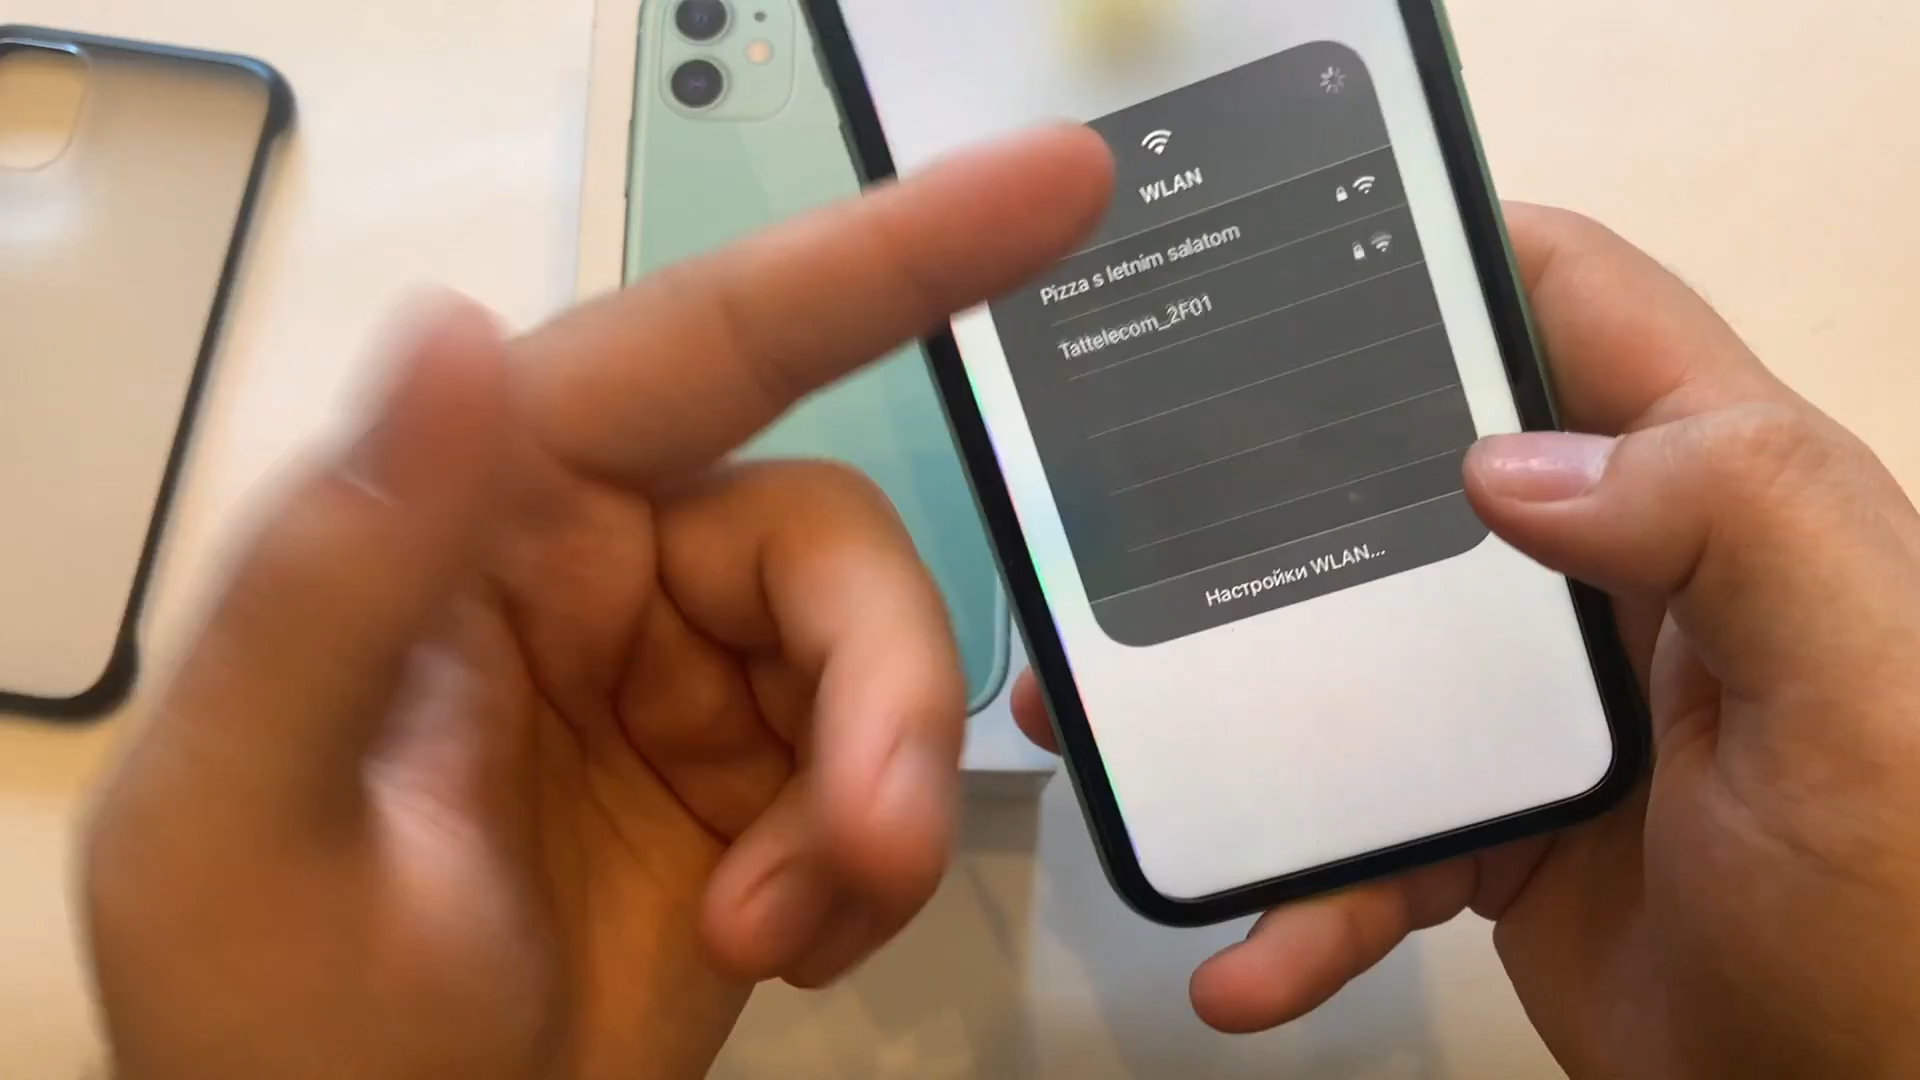 WLAN
Pizza s letnim salatom
Tattelecom_2F01
Настройки WLAN...